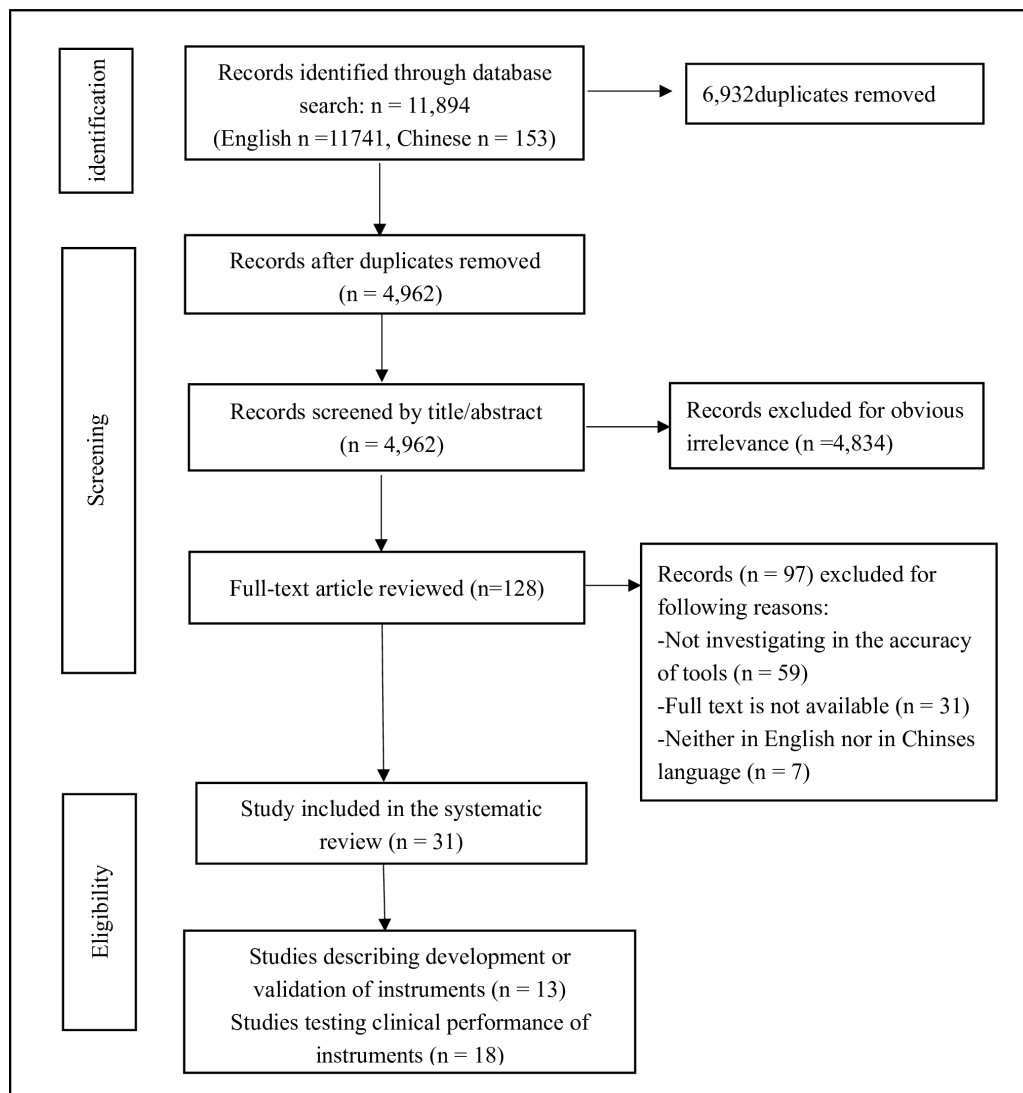 identification
Records identified through database
search: n = 11,894
(English n =11741, Chinese n = 153)
6,932duplicates removed
Screening
Records after duplicates removed
(n = 4,962)
Records screened by title/abstract
(n = 4,962)
Records excluded for obvious
irrelevance (n =4,834)
Full-text article reviewed (n=128)
Records (n = 97) excluded for
following reasons:
-Not investigating in the accuracy
of tools (n = 59)
-Full text is not available (n = 31)
-Neither in English nor in Chinses
language (n = 7)
Eligibility
Study included in the systematic
review (n = 31)
Studies describing development or
validation of instruments (n = 13)
Studies testing clinical performance of
instruments (n = 18)